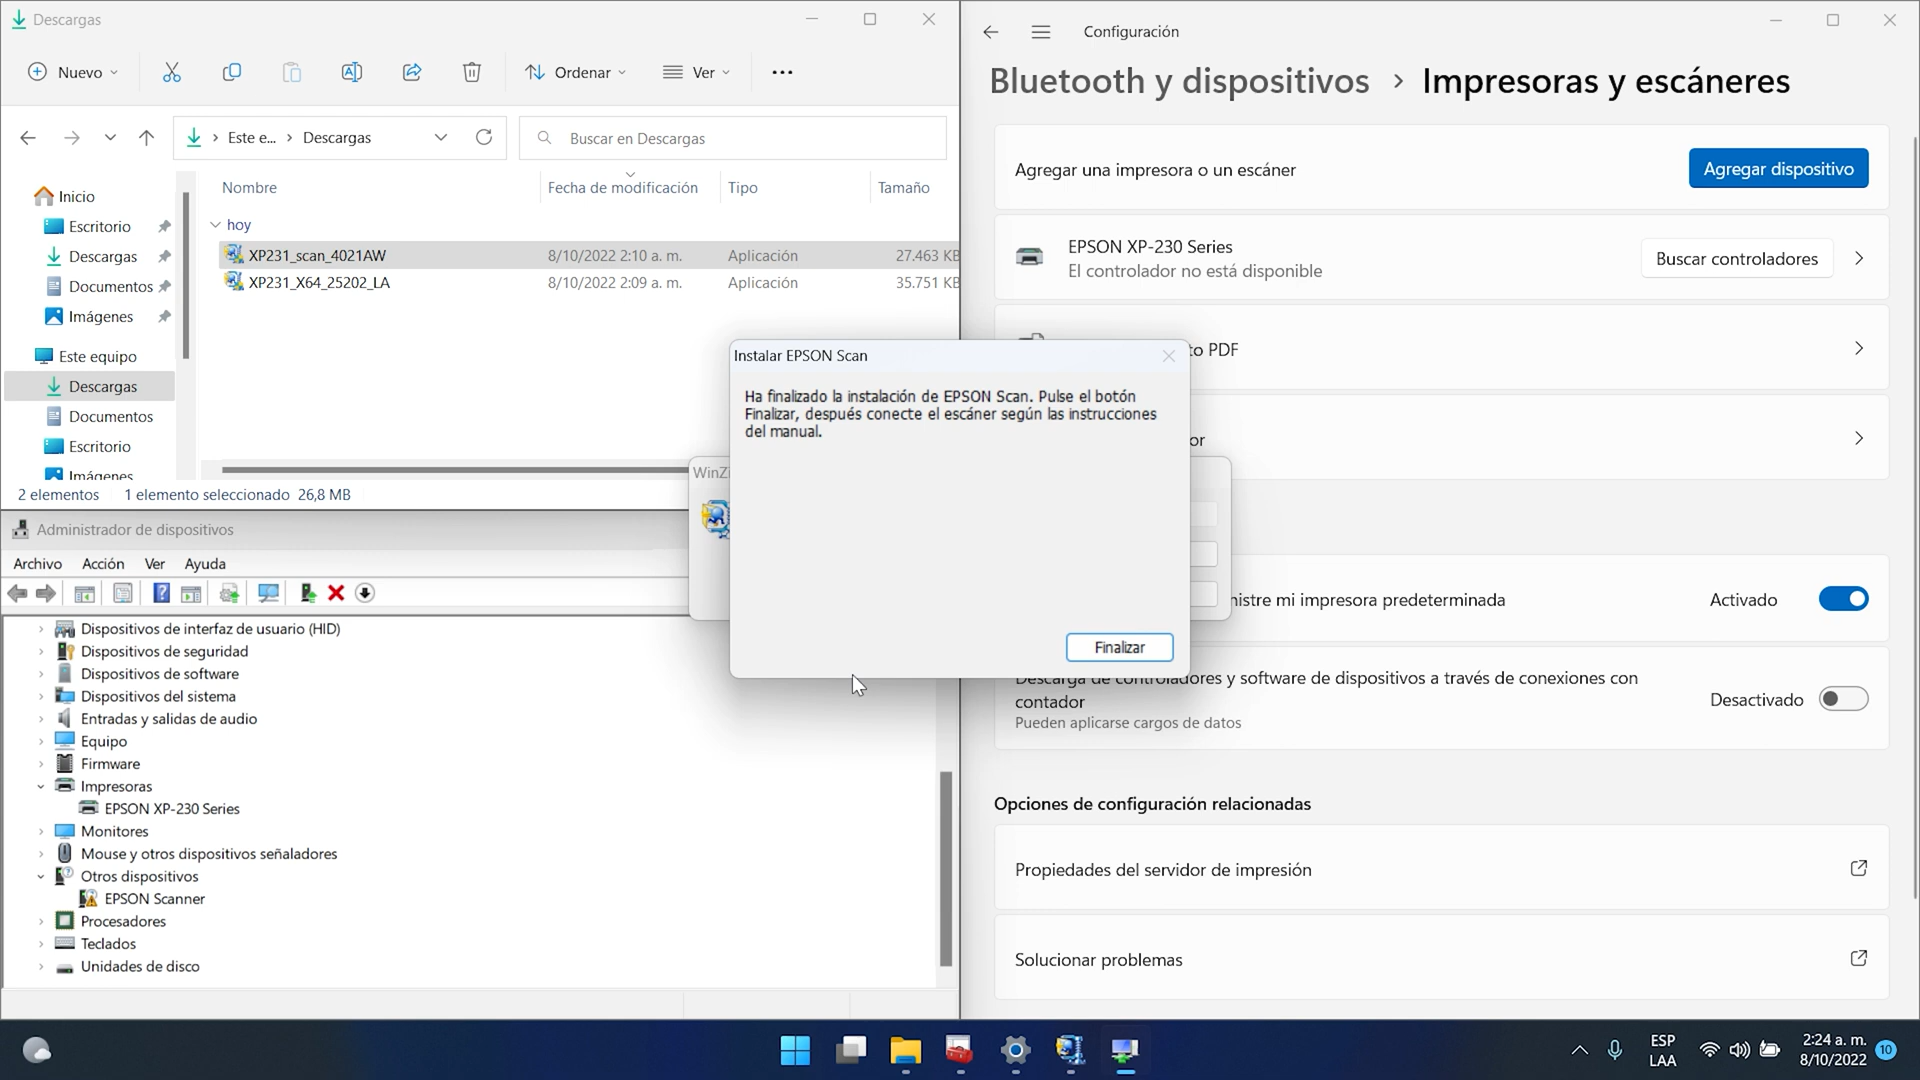 Descargas
Nuevo
Ordenar
Ver
Este e...
Descargas
Buscar en Descargas
Inicio
Escritorio
Descargas
Documentos
Imágenes
Este equipo
Descargas
Documentos
Escritorio
Imágenes
Nombre
Fecha de modificación
Tipo
Tamaño
hoy
XP231_scan_4021AW 8/10/2022 2:10 a. m. Aplicación 27.463 KB
XP231_X64_25202_LA 8/10/2022 2:09 a. m. Aplicación 35.751 KB
2 elementos 1 elemento seleccionado 26,8 MB
Administrador de dispositivos
Archivo Acción Ver Ayuda
Dispositivos de interfaz de usuario (HID)
Dispositivos de seguridad
Dispositivos de software
Dispositivos del sistema
Entradas y salidas de audio
Equipo
Firmware
Impresoras
EPSON XP-230 Series
Monitores
Mouse y otros dispositivos señaladores
Otros dispositivos
EPSON Scanner
Procesadores
Teclados
Unidades de disco
WinZi
Instalar EPSON Scan
Ha finalizado la instalación de EPSON Scan. Pulse el botón
Finalizar, después conecte el escáner según las instrucciones
del manual.
Finalizar
Configuración
Bluetooth y dispositivos > Impresoras y escáneres
Agregar una impresora o un escáner
Agregar dispositivo
EPSON XP-230 Series
El controlador no está disponible
Buscar controladores
to PDF
or
nistre mi impresora predeterminada
Activado
Descarga de controladores y software de dispositivos a través de conexiones con
contador
Pueden aplicarse cargos de datos
Desactivado
Opciones de configuración relacionadas
Propiedades del servidor de impresión
Solucionar problemas
ESP
LAA
2:24 a. m.
8/10/2022
10